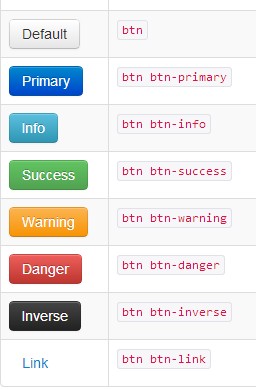 Default btn
Primary btn btn-primary
Info btn btn-info
Success btn btn-success
Warning btn btn-warning
Danger btn btn-danger
Inverse btn btn-inverse
Link btn btn-link